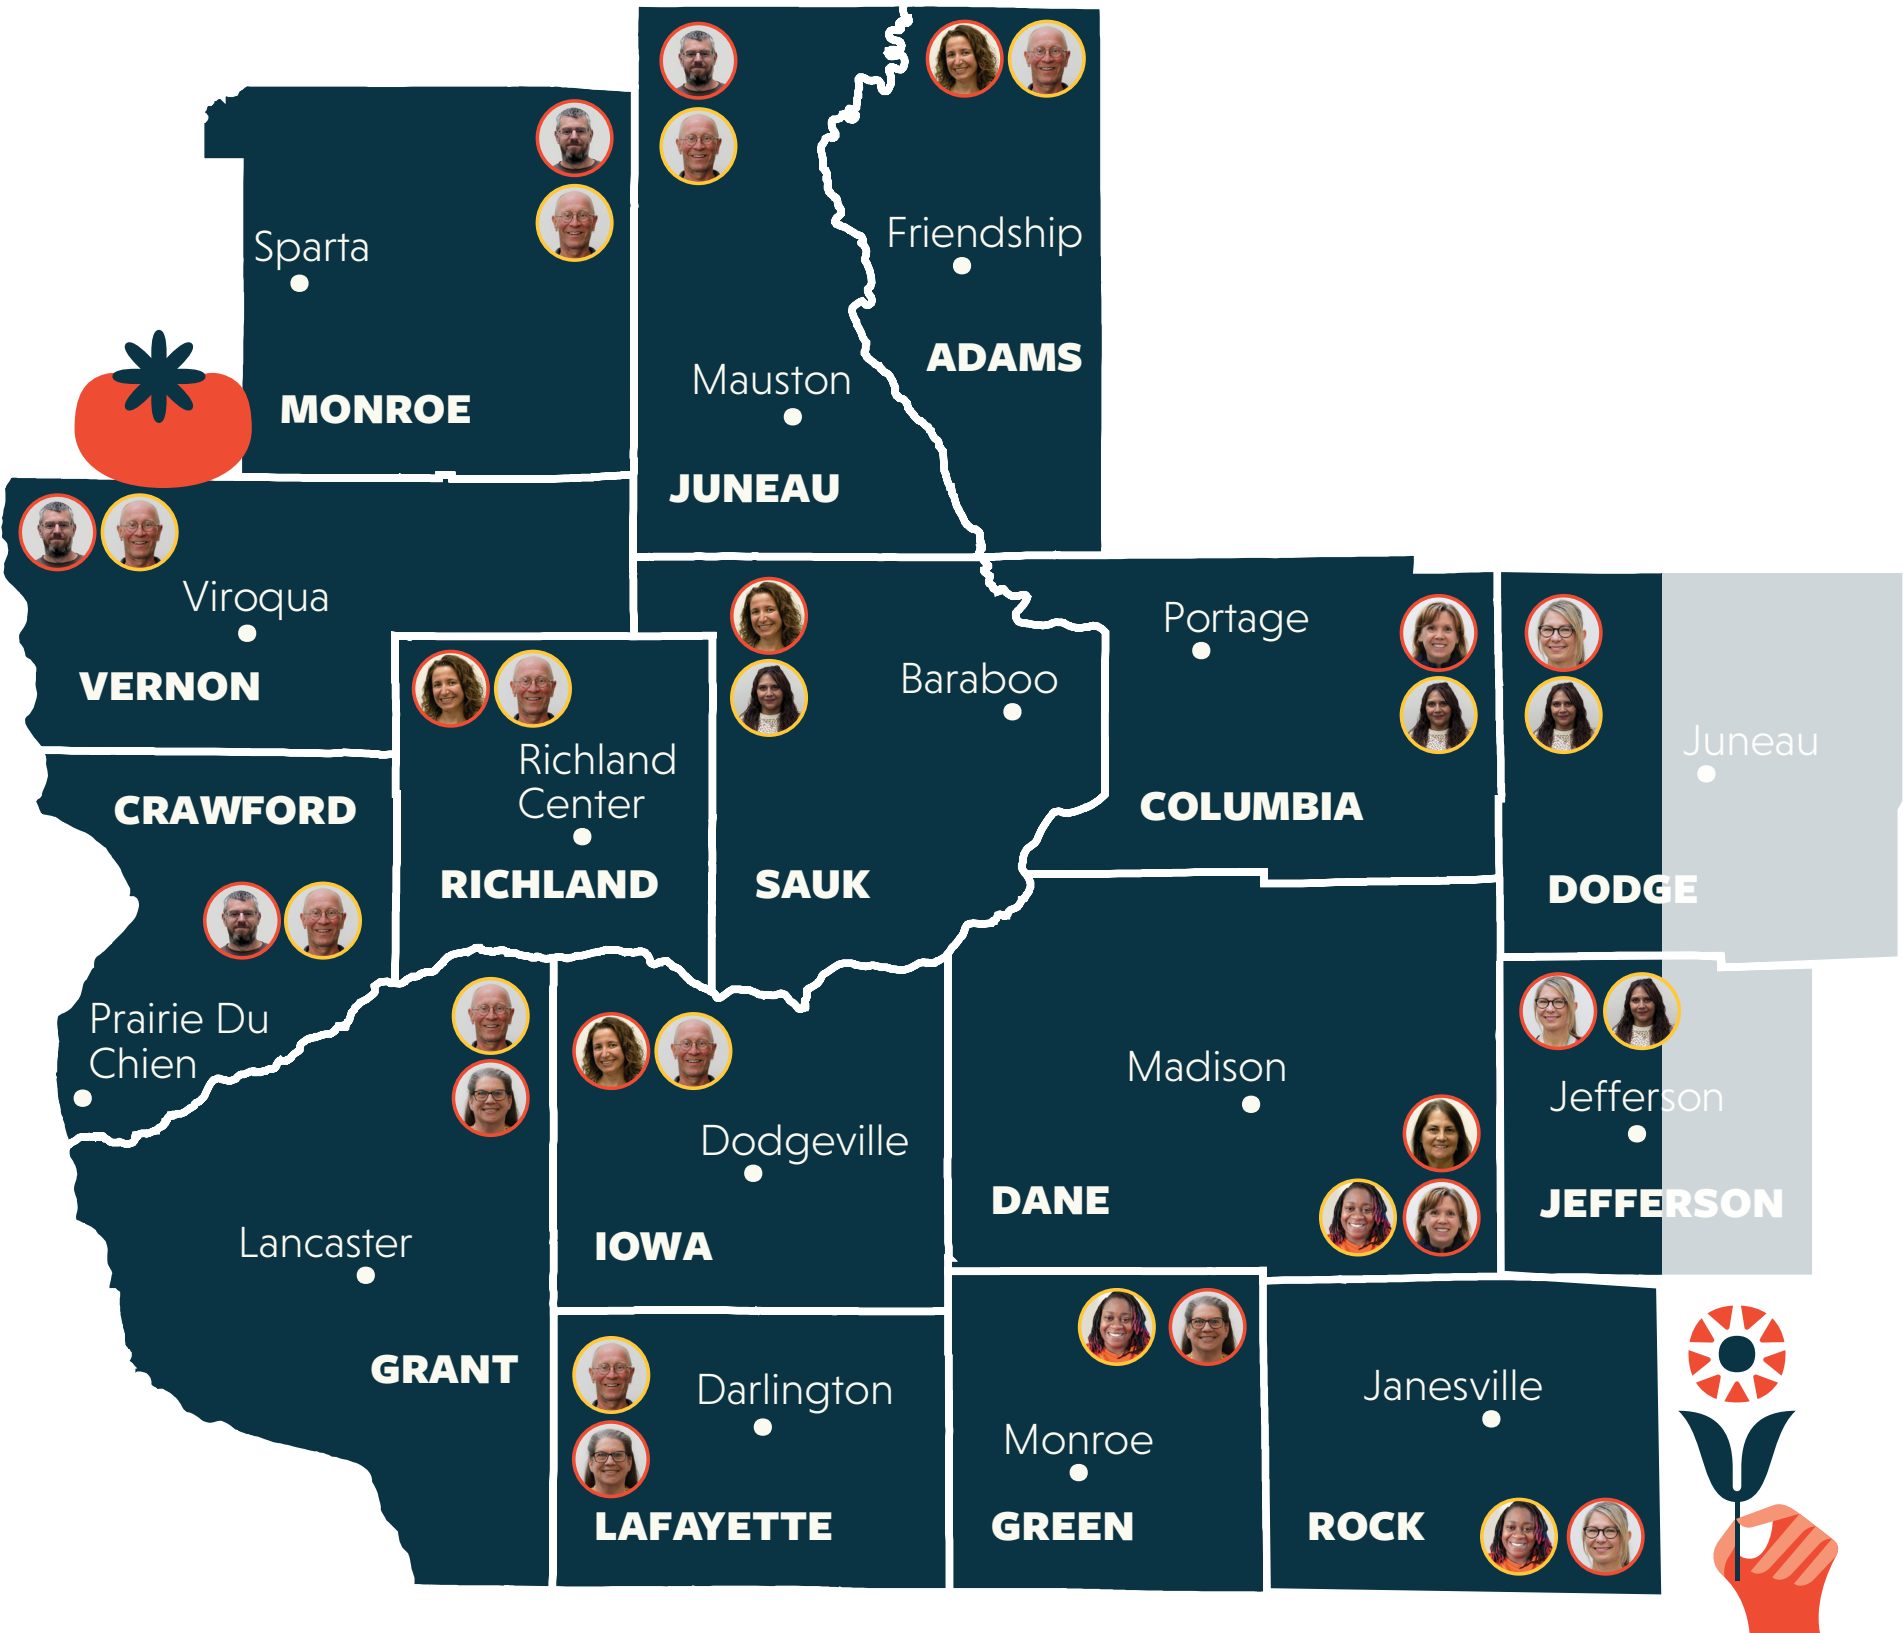 Friendship
Sparta
ADAMS
Mauston
MONROE
JUNEAU
Viroqua
Portage
Baraboo
VERNON
Juneau
Richland
Center
CRAWFORD
COLUMBIA
RICHLAND
SAUK
DODGE
Prairie Du
Chien
Madison
Jefferson
Dodgeville
DANE
JEFFERSON
Lancaster
IOWA
GRANT
Darlington
Janesville
Monroe
LAFAYETTE
GREEN
ROCK